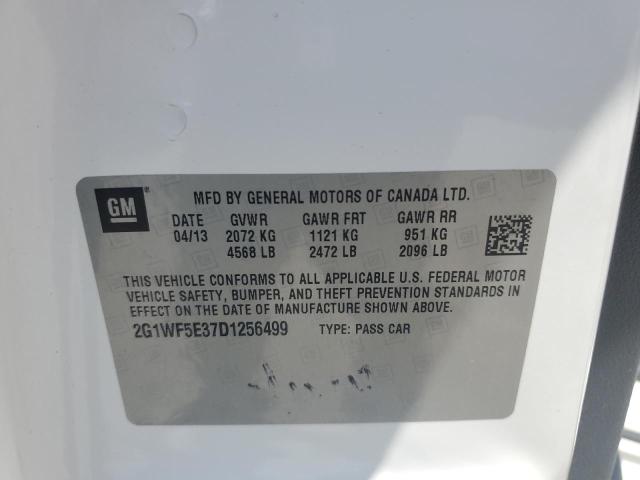 GM
MFD BY GENERAL MOTORS OF CANADA LTD.
DATE GVWR GAWR FRT GAWR RR
04/13 2072 KG 1121 KG 951 KG
4568 LB 2472 LB 2096 LB
THIS VEHICLE CONFORMS TO ALL APPLICABLE U.S. FEDERAL MOTOR
VEHICLE SAFETY, BUMPER, AND THEFT PREVENTION STANDARDS IN
EFFECT ON THE DATE OF MANUFACTURE SHOWN ABOVE.
2G1WF5E37D1256499 TYPE: PASS CAR